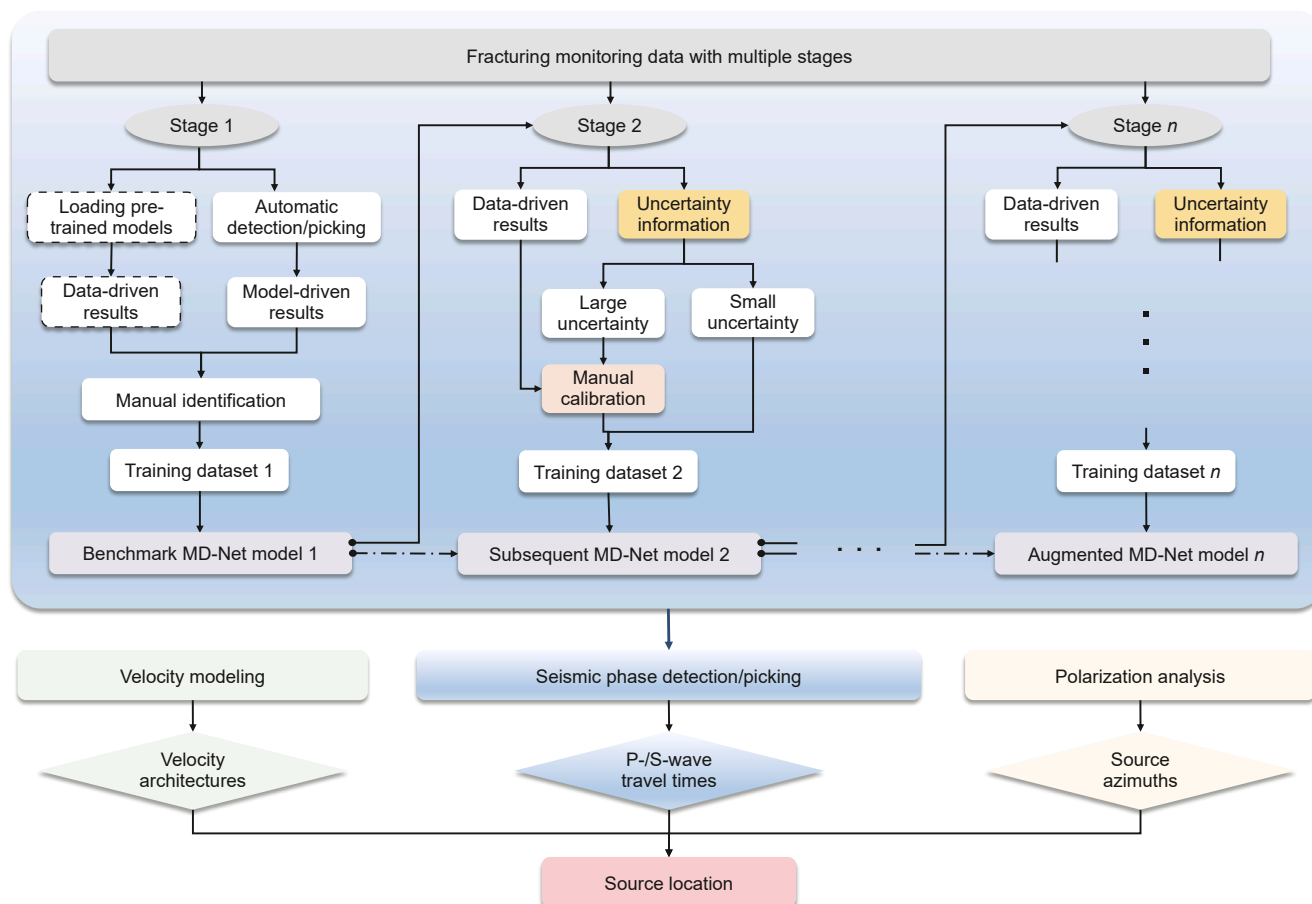 Fracturing monitoring data with multiple stages
Stage 1
Stage 2
Stage n
Loading pre-
trained models
Automatic
detection/picking
Data-driven
results
Uncertainty
information
Data-driven
results
Uncertainty
information
Data-driven
results
Model-driven
results
Large
uncertainty
Small
uncertainty
Manual
calibration
Manual identification
Training dataset 1
Training dataset 2
Training dataset n
Benchmark MD-Net model 1
Subsequent MD-Net model 2
Augmented MD-Net model n
Velocity modeling
Seismic phase detection/picking
Polarization analysis
Velocity
architectures
P-/S-wave
travel times
Source
azimuths
Source location